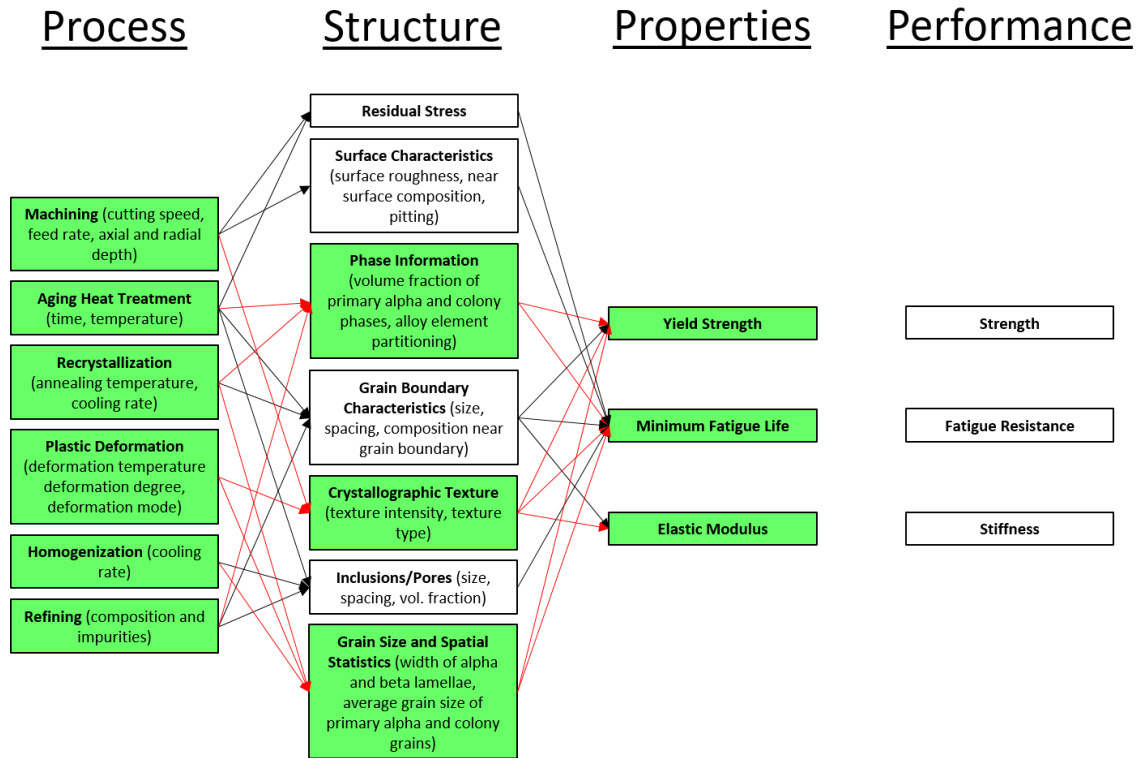 Process
Structure
Properties
Performance
Machining (cutting speed,
feed rate, axial and radial
depth)
Aging Heat Treatment
(time, temperature)
Recrystallization
(annealing temperature,
cooling rate)
Plastic Deformation
(deformation temperature
deformation degree,
deformation mode)
Homogenization (cooling
rate)
Refining (composition and
impurities)
Residual Stress
Surface Characteristics
(surface roughness, near
surface composition,
pitting)
Phase Information
(volume fraction of
primary alpha and colony
phases, alloy element
partitioning)
Grain Boundary
Characteristics (size,
spacing, composition near
grain boundary)
Crystallographic Texture
(texture intensity, texture
type)
Inclusions/Pores (size,
spacing, vol. fraction)
Grain Size and Spatial
Statistics (width of alpha
and beta lamellae,
average grain size of
primary alpha and colony
grains)
Yield Strength
Minimum Fatigue Life
Elastic Modulus
Strength
Fatigue Resistance
Stiffness